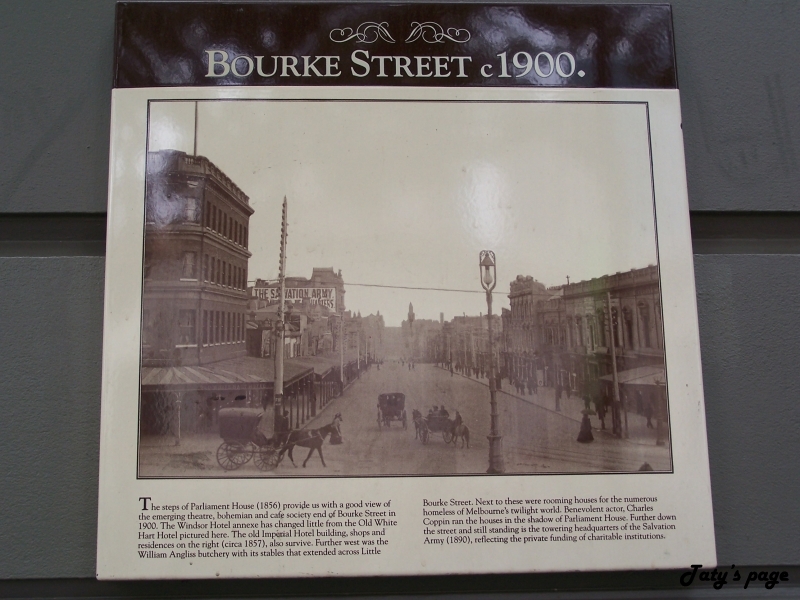 BOURKE STREET c1900.
THE SALVATION ARMY
The steps of Parliament House (1856) provide us with a good view of
the emerging theatre, bohemian and cafe society end of Bourke Street in
1900. The Windsor Hotel annexe has changed little from the Old White
Hart Hotel pictured here. The old Imperial Hotel building, shops and
residences on the right (circa 1857), also survive. Further west was the
William Angliss butchery with its stables that extended across Little
Bourke Street. Next to these were rooming houses for the numerous
homeless of Melbourne's twilight world. Benevolent actor, Charles
Coppin ran the houses in the shadow of Parliament House. Further down
the street and still standing is the towering headquarters of the Salvation
Army (1890), reflecting the private funding of charitable institutions.
Taty's page